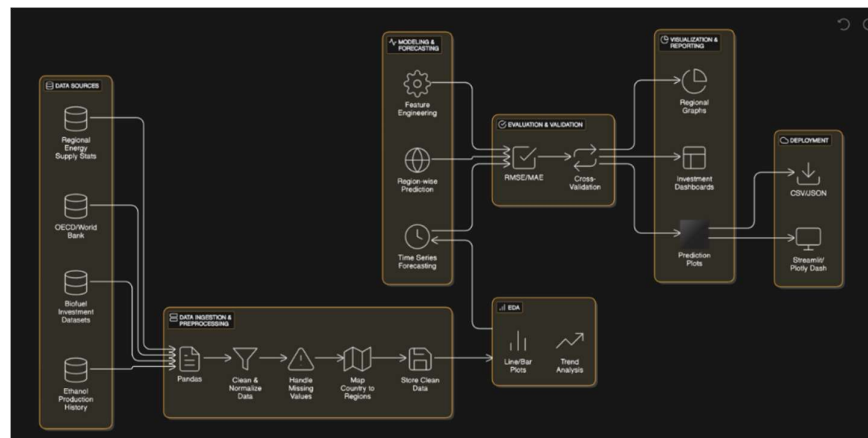 DATA SOURCES
Regional
Energy
Supply Stats
OECD/World
Bank
Biofuel
Investment
Datasets
Ethanol
Production
History
DATA INGESTION &
PREPROCESSING
Pandas
Clean &
Normalize
Data
Handle
Missing
Values
Map
Country to
Regions
Store Clean
Data
MODELING &
FORECASTING
Feature
Engineering
Region-wise
Prediction
Time Series
Forecasting
EDA
Line/Bar
Plots
Trend
Analysis
EVALUATION & VALIDATION
RMSE/MAE
Cross-
Validation
VISUALIZATION &
REPORTING
Regional
Graphs
Investment
Dashboards
Prediction
Plots
DEPLOYMENT
CSV/JSON
Streamlit/
Plotly Dash